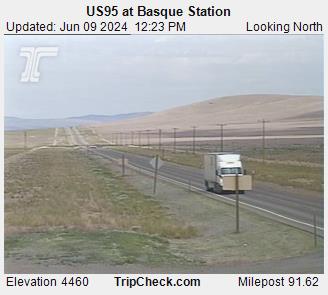 US95 at Basque Station
Updated: Jun 09 2024 12:23 PM Looking North
Elevation 4460 TripCheck.com Milepost 91.62